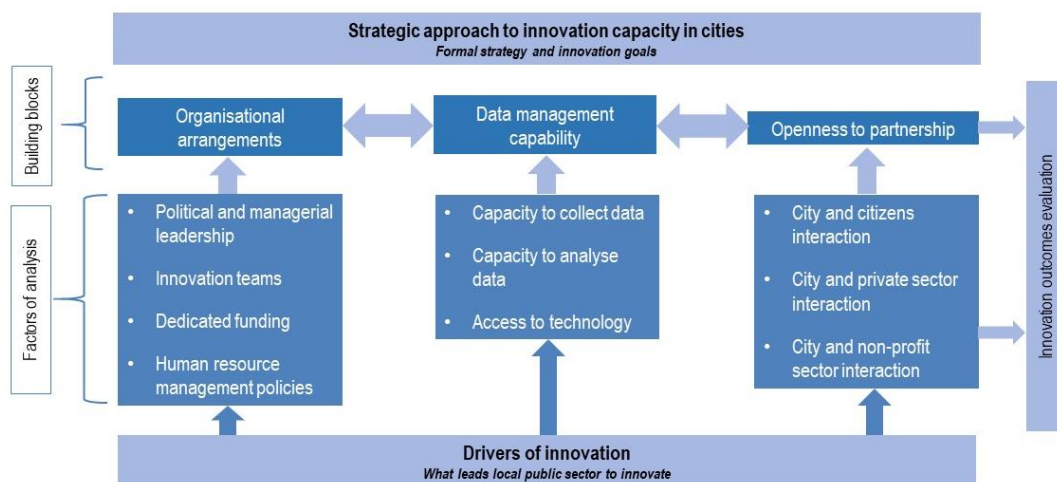 Strategic approach to innovation capacity in cities
Formal strategy and innovation goals
Building blocks
Organisational
arrangements
Data management
capability
Openness to partnership
Factors of analysis
• Political and managerial
leadership
• Innovation teams
• Dedicated funding
• Human resource
management policies
• Capacity to collect data
• Capacity to analyse
data
• Access to technology
• City and citizens
interaction
• City and private sector
interaction
• City and non-profit
sector interaction
Innovation outcomes evaluation
Drivers of innovation
What leads local public sector to innovate